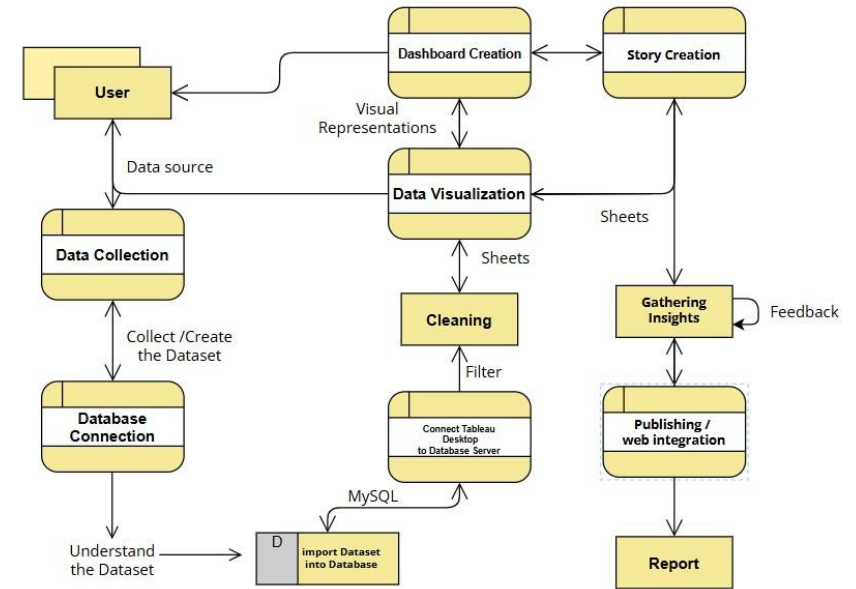 Dashboard Creation
Story Creation
User
Visual
Representations
Data source
Data Visualization
Sheets
Data Collection
Sheets
Gathering
Insights
Feedback
Cleaning
Collect /Create
the Dataset
Filter
Database
Connection
Connect Tableau
Desktop
to Database Server
Publishing /
web integration
MySQL
D
import Dataset
into Database
Understand
the Dataset
Report